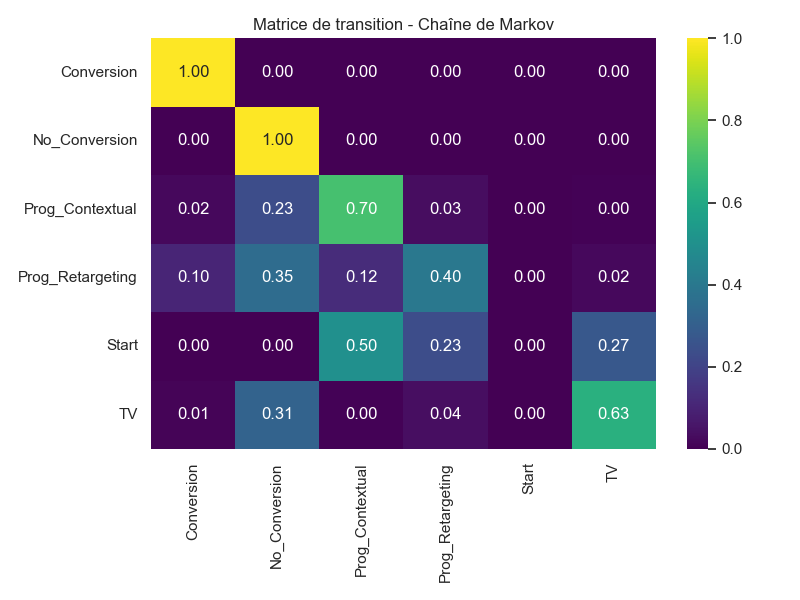 Matrice de transition - Chaîne de Markov
Conversion 1.00 0.00 0.00 0.00 0.00 0.00
No_Conversion 0.00 1.00 0.00 0.00 0.00 0.00
Prog_Contextual 0.02 0.23 0.70 0.03 0.00 0.00
Prog_Retargeting 0.10 0.35 0.12 0.40 0.00 0.02
Start 0.00 0.00 0.50 0.23 0.00 0.27
TV 0.01 0.31 0.00 0.04 0.00 0.63
Conversion
No_Conversion
Prog_Contextual
Prog_Retargeting
Start
TV
1.0
0.8
0.6
0.4
0.2
0.0